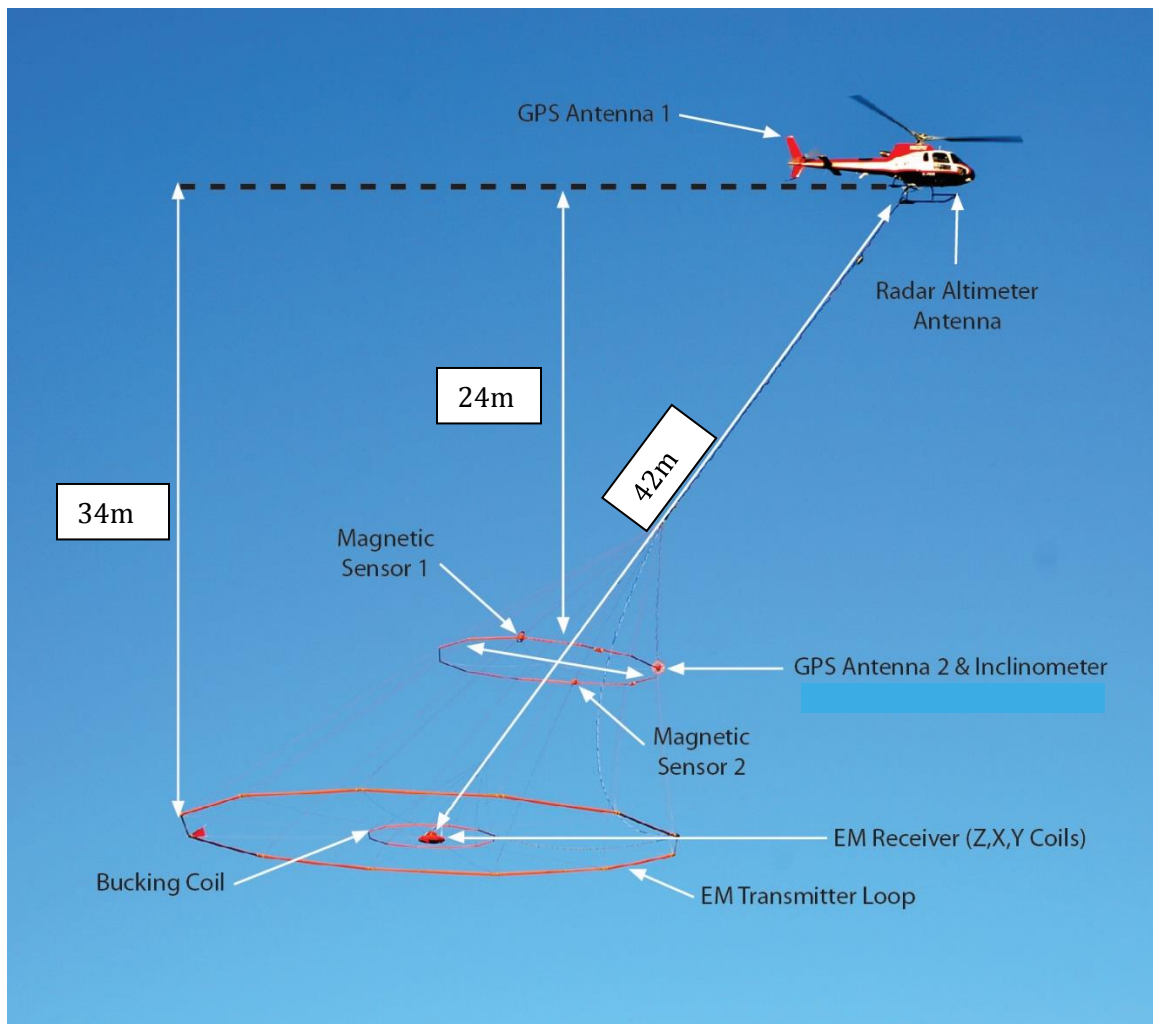 GPS Antenna 1
Radar Altimeter
Antenna
24m
42m
34m
Magnetic
Sensor 1
GPS Antenna 2 & Inclinometer
Magnetic
Sensor 2
EM Receiver (Z,X,Y Coils)
Bucking Coil
EM Transmitter Loop